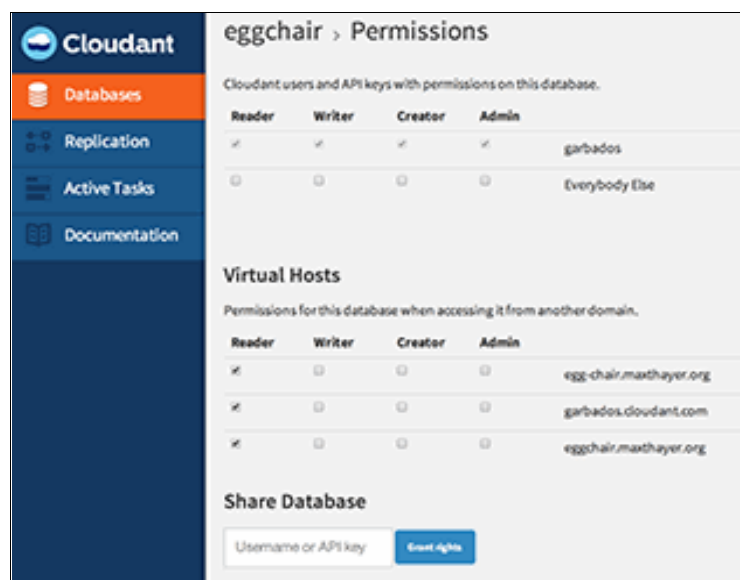 Cloudant
Databases
Replication
Active Tasks
Documentation
eggchair › Permissions
Cloudant users and API keys with permissions on this database.
Reader Writer Creator Admin
garbados
Everybody Else
Virtual Hosts
Permissions for this database when accessing it from another domain.
Reader Writer Creator Admin
egg-chair.maxthayer.org
garbados.cloudant.com
eggchair.maxthayer.org
Share Database
Username or API key
Grant rights